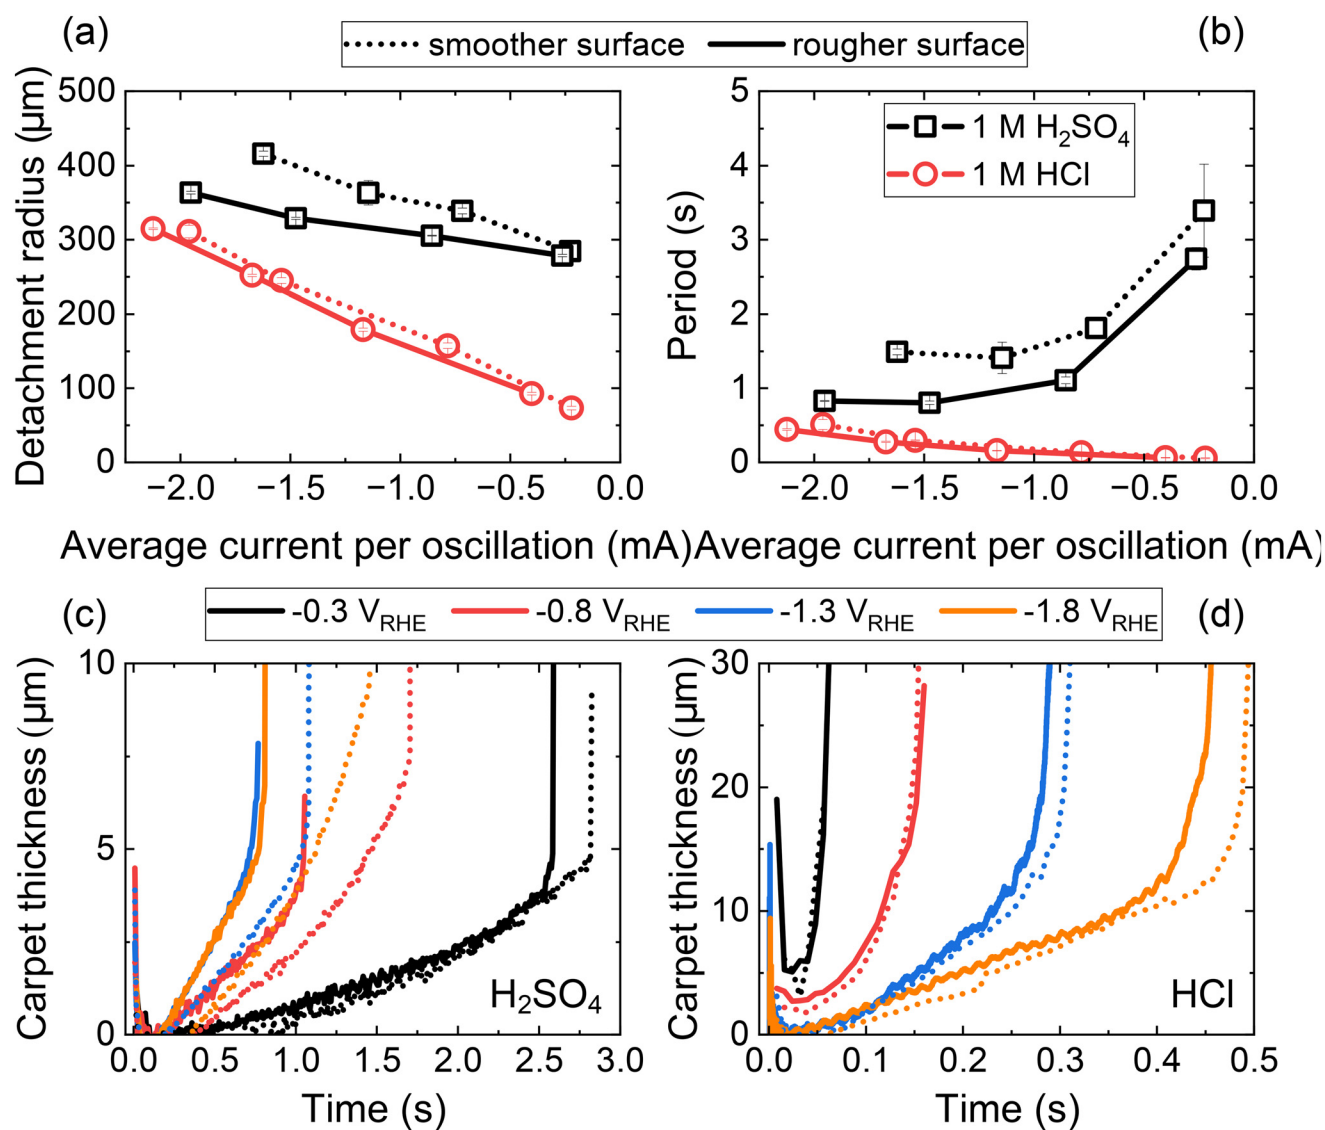 (a)
smoother surface rougher surface
(b)
Detachment radius (μm)
500
400
300
200
100
0
−2.0 −1.5 −1.0 −0.5 0.0
Average current per oscillation (mA)
Period (s)
5
4
3
2
1
0
1 M H₂SO₄
1 M HCl
−2.0 −1.5 −1.0 −0.5 0.0
Average current per oscillation (mA)
(c)
-0.3 V_RHE -0.8 V_RHE -1.3 V_RHE -1.8 V_RHE
(d)
Carpet thickness (μm)
10
5
0
H₂SO₄
0.0 0.5 1.0 1.5 2.0 2.5 3.0
Time (s)
Carpet thickness (μm)
30
20
10
0
HCl
0.0 0.1 0.2 0.3 0.4 0.5
Time (s)